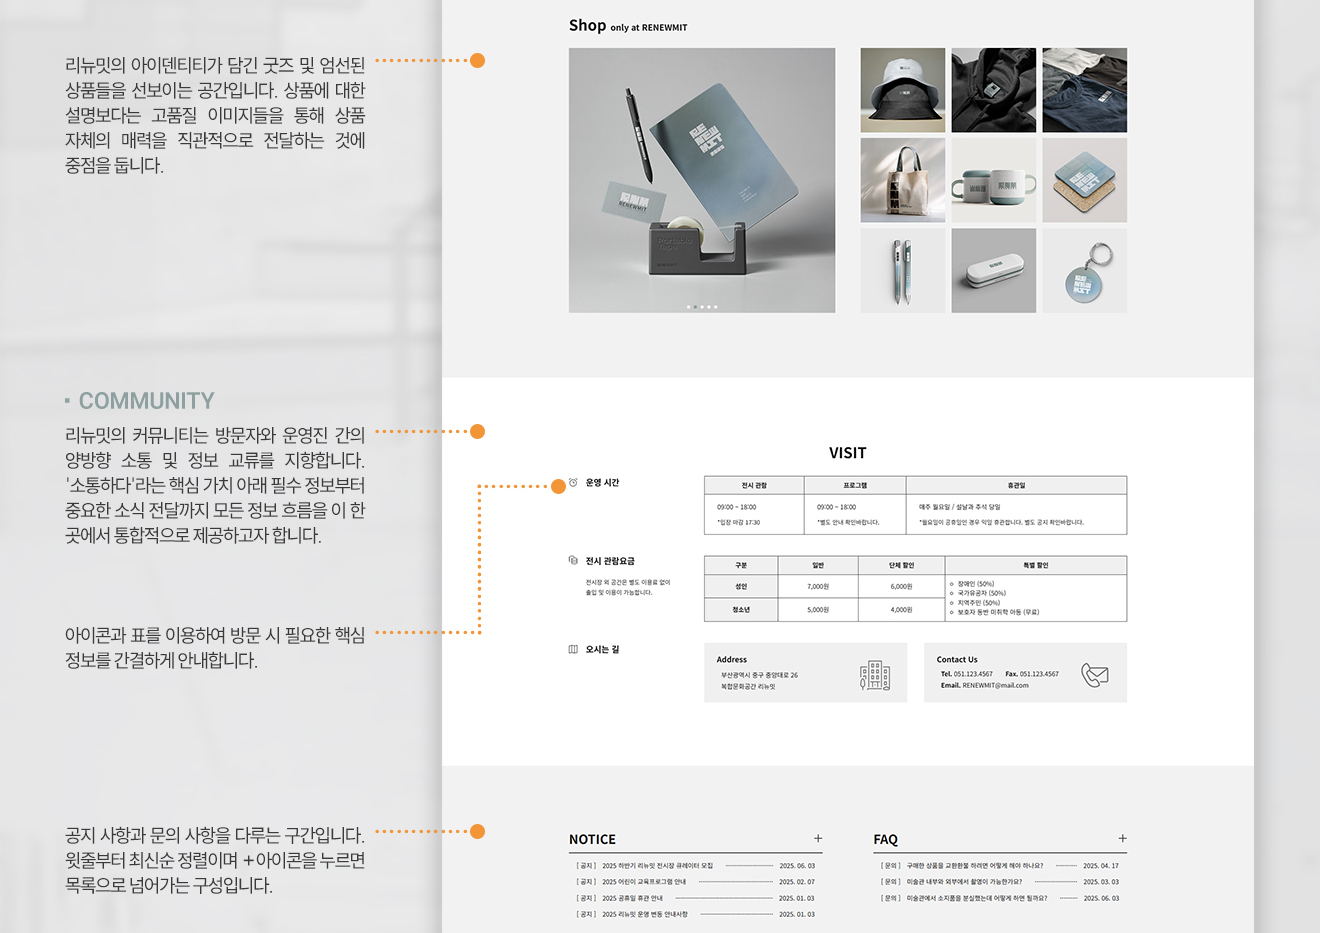 리뉴밋의 아이덴티티가 담긴 굿즈 및 엄선된
상품들을 선보이는 공간입니다. 상품에 대한
설명보다는 고품질 이미지들을 통해 상품
자체의 매력을 직관적으로 전달하는 것에
중점을 둡니다.
Shop only at RENEWMIT
RE
NEW
MIT
RENEWMIT
Portable
Tape
COMMUNITY
리뉴밋의 커뮤니티는 방문자와 운영진 간의
양방향 소통 및 정보 교류를 지향합니다.
'소통하다'라는 핵심 가치 아래 필수 정보부터
중요한 소식 전달까지 모든 정보 흐름을 이 한
곳에서 통합적으로 제공하고자 합니다.
아이콘과 표를 이용하여 방문 시 필요한 핵심
정보를 간결하게 안내합니다.
VISIT
운영 시간
전시 관람 프로그램 휴관일
09:00 ~ 18:00 09:00 ~ 18:00 매주 월요일 / 설날과 추석 당일
*입장 마감 17:30 *별도 안내 확인바랍니다. *월요일이 공휴일인 경우 익일 휴관합니다. 별도 공지 확인바랍니다.
전시 관람요금
전시장 외 공간은 별도 이용료 없이
출입 및 이용이 가능합니다.
구분 일반 단체 할인 특별 할인
성인 7,000원 6,000원
청소년 5,000원 4,000원
장애인 (50%)
국가유공자 (50%)
지역주민 (50%)
보호자 동반 미취학 아동 (무료)
오시는 길
Address
부산광역시 중구 중앙대로 26
복합문화공간 리뉴밋
Contact Us
Tel. 051.123.4567 Fax. 051.123.4567
Email. RENEWMIT@mail.com
공지 사항과 문의 사항을 다루는 구간입니다.
윗줄부터 최신순 정렬이며 +아이콘을 누르면
목록으로 넘어가는 구성입니다.
NOTICE +
[ 공지 ] 2025 하반기 리뉴밋 전시장 큐레이터 모집 2025. 06. 03
[ 공지 ] 2025 어린이 교육프로그램 안내 2025. 02. 07
[ 공지 ] 2025 공휴일 휴관 안내 2025. 01. 03
[ 공지 ] 2025 리뉴밋 운영 변동 안내사항 2025. 01. 03
FAQ +
[ 문의 ] 구매한 상품을 교환환불 하려면 어떻게 해야 하나요? 2025. 04. 17
[ 문의 ] 미술관 내부와 외부에서 촬영이 가능한가요? 2025. 03. 03
[ 문의 ] 미술관에서 소지품을 분실했는데 어떻게 하면 될까요? 2025. 06. 03